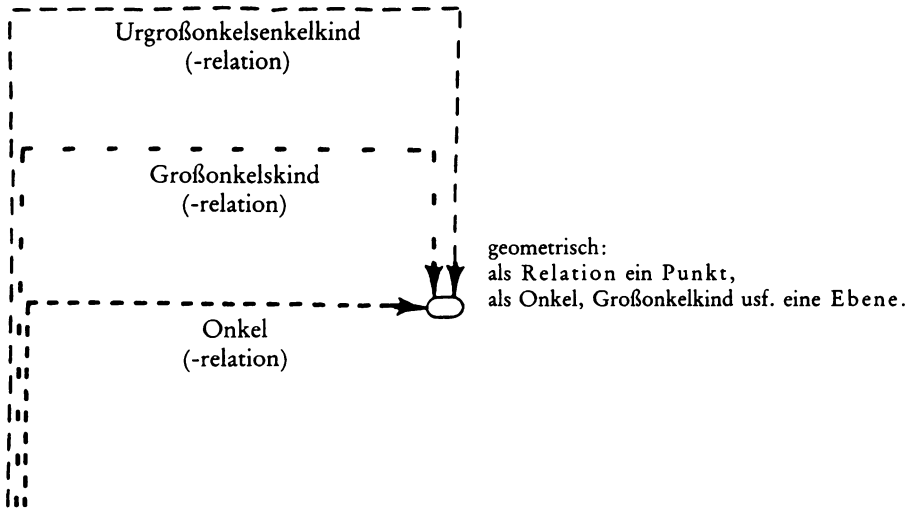 Urgroßonkelsenkelkind
(-relation)
Großonkelskind
(-relation)
geometrisch:
als Relation ein Punkt,
als Onkel, Großonkelkind usf. eine Ebene.
Onkel
(-relation)